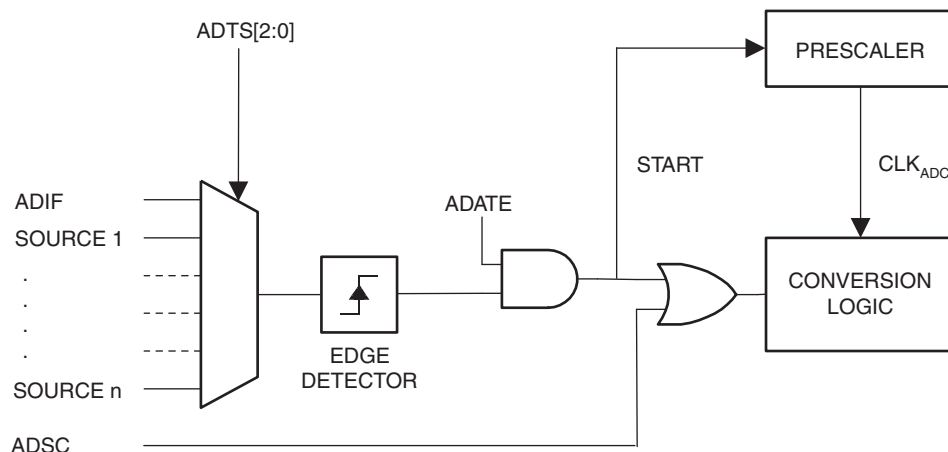 ADTS[2:0]
PRESCALER
START
CLKADC
ADIF
SOURCE 1
ADATE
.
.
.
.
CONVERSION
LOGIC
EDGE
DETECTOR
SOURCE n
ADSC